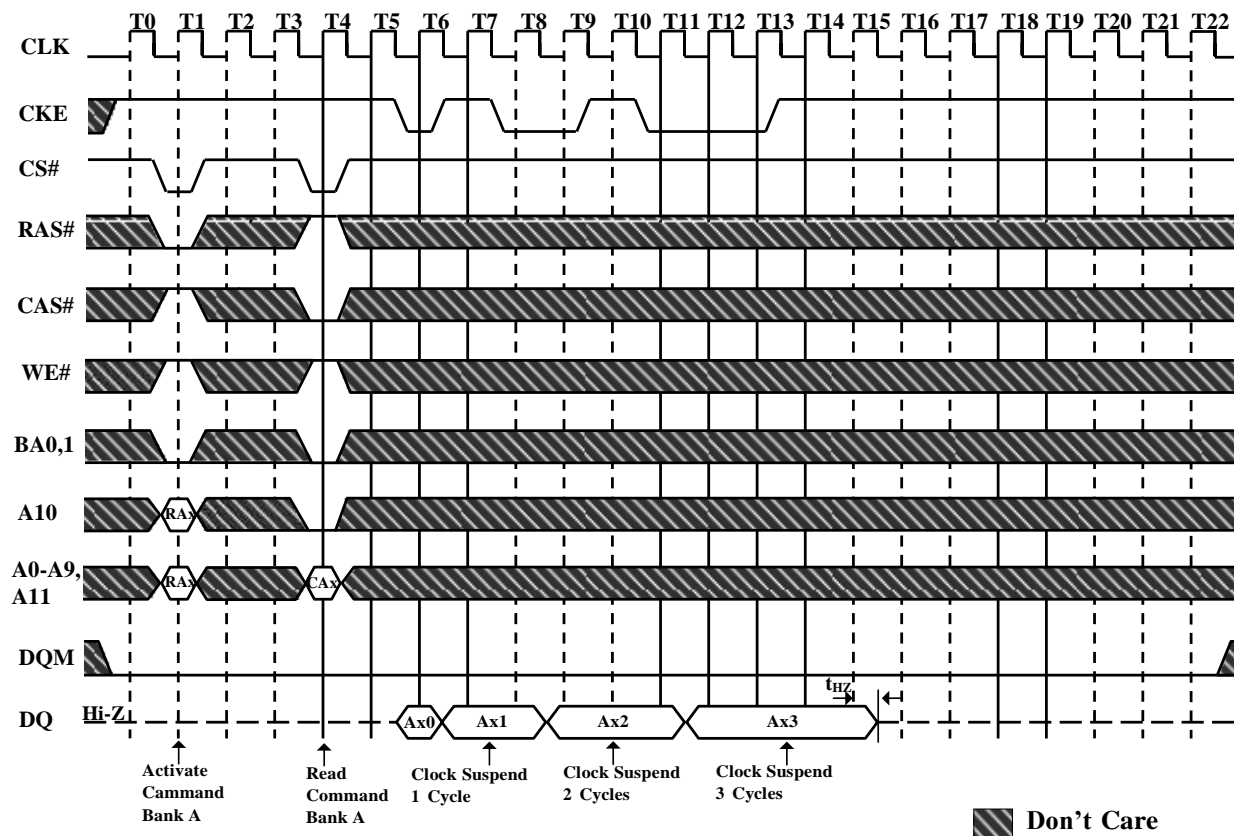 T0 T1 T2 T3 T4 T5 T6 T7 T8 T9 T10 T11 T12 T13 T14 T15 T16 T17 T18 T19 T20 T21 T22
CLK
CKE
CS#
RAS#
CAS#
WE#
BA0,1
A10
RAx
A0-A9,
A11
RAx CAx
DQM
tHZ
DQ
Hi-Z
Ax0 Ax1 Ax2 Ax3
Activate
Cammand
Bank A
Read
Command
Bank A
Clock Suspend
1 Cycle
Clock Suspend
2 Cycles
Clock Suspend
3 Cycles
Don't Care